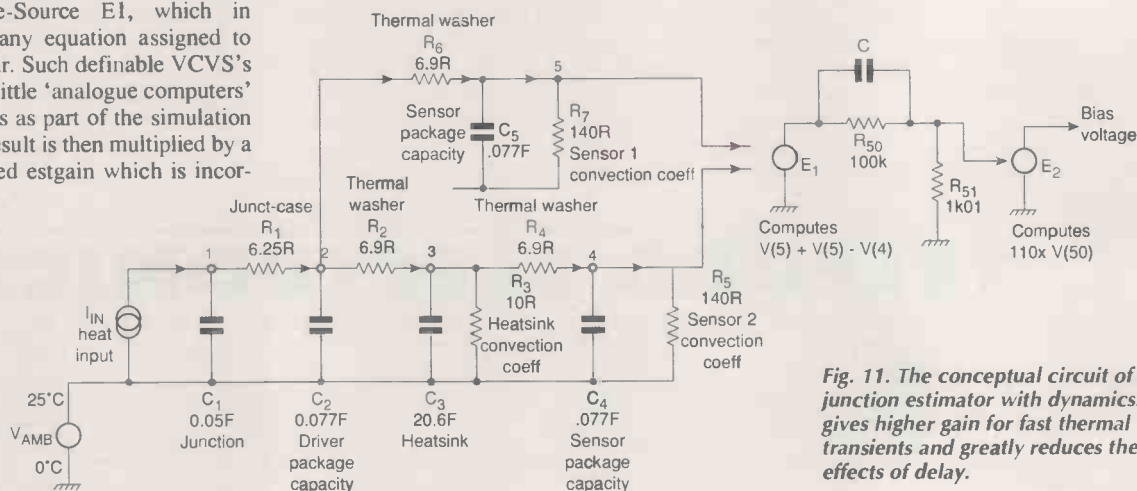 e-Source E1, which in
any equation assigned to
r. Such definable VCVS's
ittle 'analogue computers'
s as part of the simulation
esult is then multiplied by a
ed estgain which is incor-
Thermal washer
R6
6.9R
5
Sensor
package
capacity
C5
.077F
R7
140R
Sensor 1
convection coeff
C
R50
100k
E1
R51
1k01
E2
Bias
voltage
Computes
V(5) + V(5) - V(4)
Computes
110x V(50)
Junct-case
R1
6.25R
Thermal
washer
R2
6.9R
Thermal washer
R4
6.9R
1
2
3
4
R3
10R
Heatsink
convection
coeff
R5
140R
Sensor 2
convection
coeff
IIN
heat
input
25°C
VAMB
0°C
C1
0.05F
Junction
C2
0.077F
Driver
package
capacity
C3
20.6F
Heatsink
C4
.077F
Sensor
package
capacity
Fig. 11. The conceptual circuit of
junction estimator with dynamics
gives higher gain for fast thermal
transients and greatly reduces the
effects of delay.